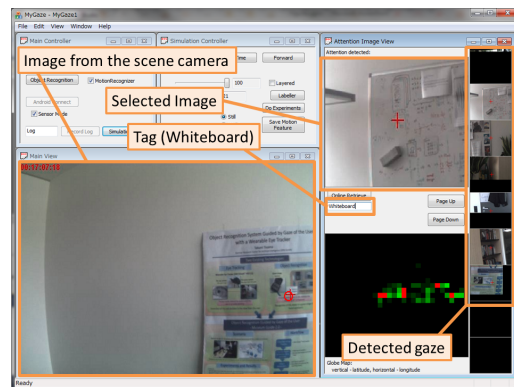 MyGaze - MyGaze1
File Edit View Window Help
Main Controller
Simulation Controller
Attention Image View
Attention detected:
Image from the scene camera
Forward
Object Recognition
MotionRecognizer
100
Layered
Android Connect
Selected Image
Labeller
Do Experiments
Sensor Mode
Still
Save Motion
Feature
Log
Record Log
Simulate
Tag (Whiteboard)
Online Retrieve
Main View
Whiteboard
Page Up
Page Down
Object Recognition System Guided by Gaze of the User
with a Wearable Eye Tracker
Detected gaze
Globe Map:
vertical - latitude, horizontal - longitude
Ready